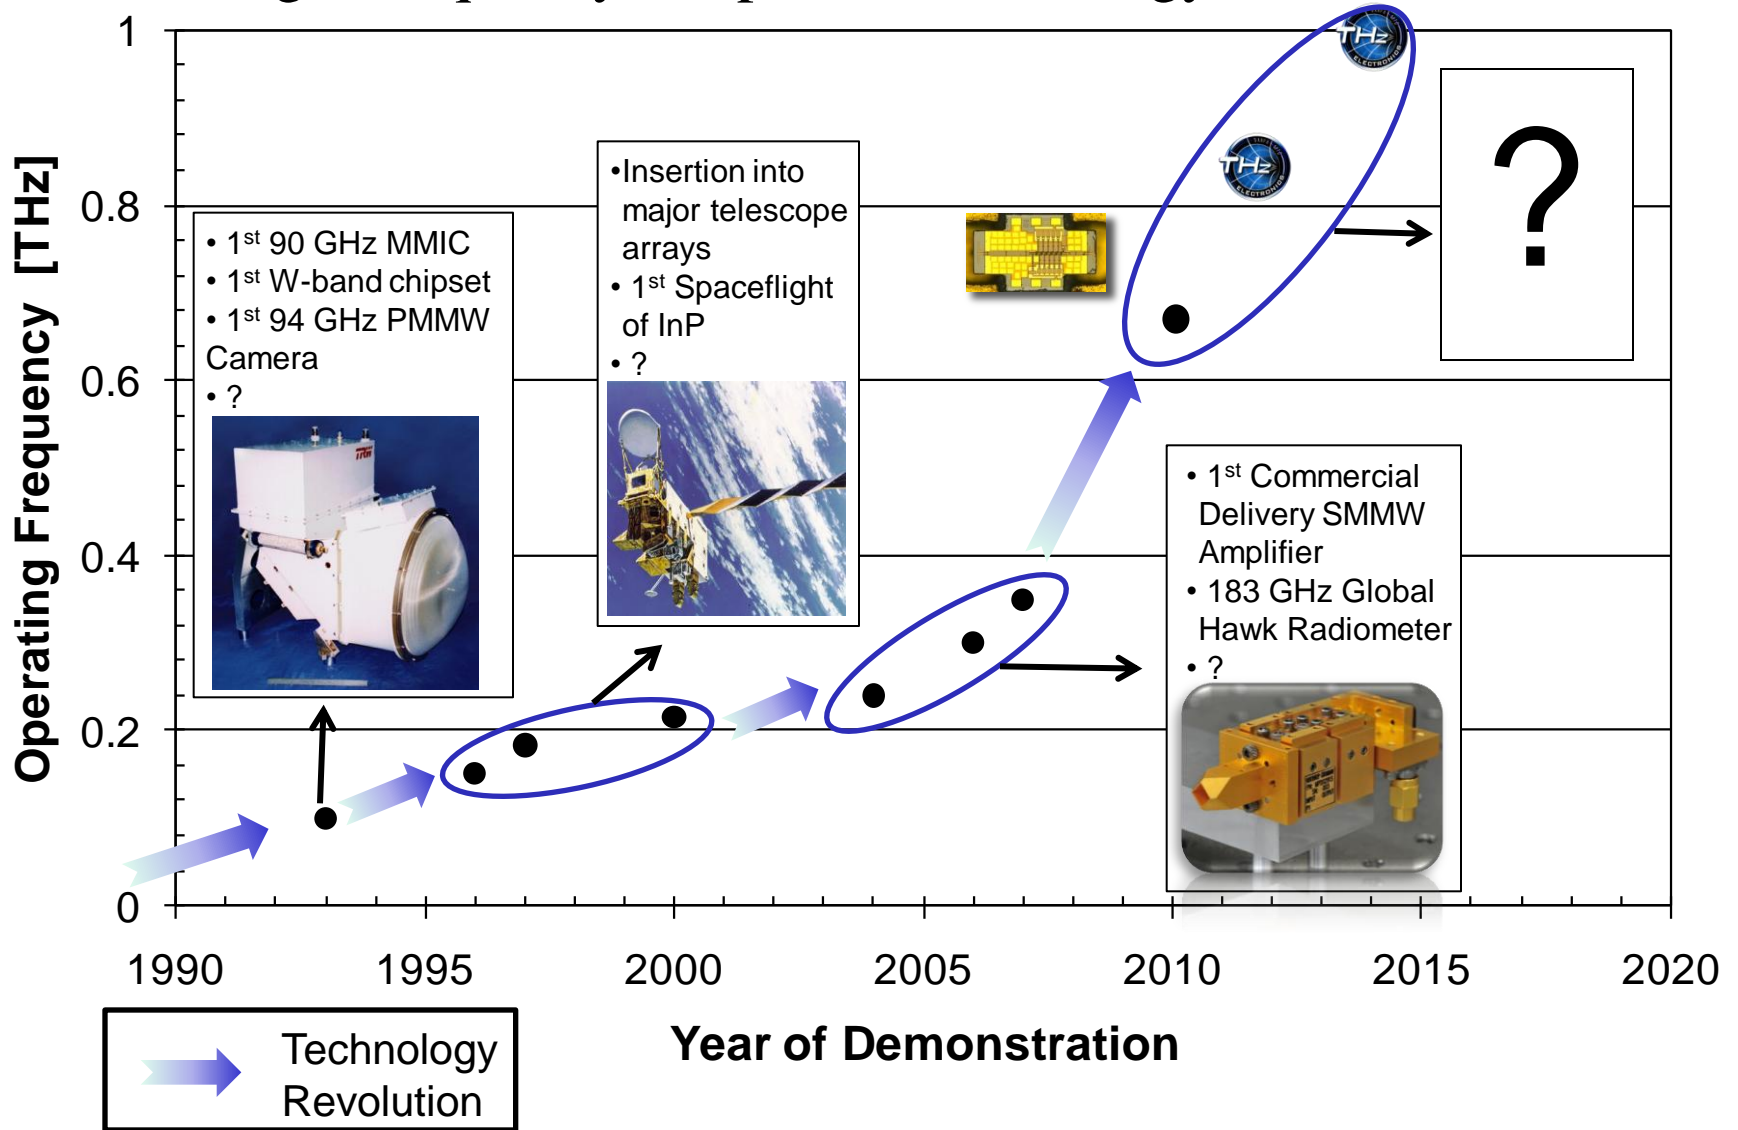 1
0.8
0.6
0.4
0.2
0
Operating Frequency [THz]
1990
1995
2000
2005
2010
2015
2020
Year of Demonstration
• 1st 90 GHz MMIC
• 1st W-band chipset
• 1st 94 GHz PMMW
Camera
• ?
TRW
•Insertion into
major telescope
arrays
• 1st Spaceflight
of InP
• ?
THz
ELECTRONICS
THz
ELECTRONICS
?
• 1st Commercial
Delivery SMMW
Amplifier
• 183 GHz Global
Hawk Radiometer
• ?
Technology
Revolution